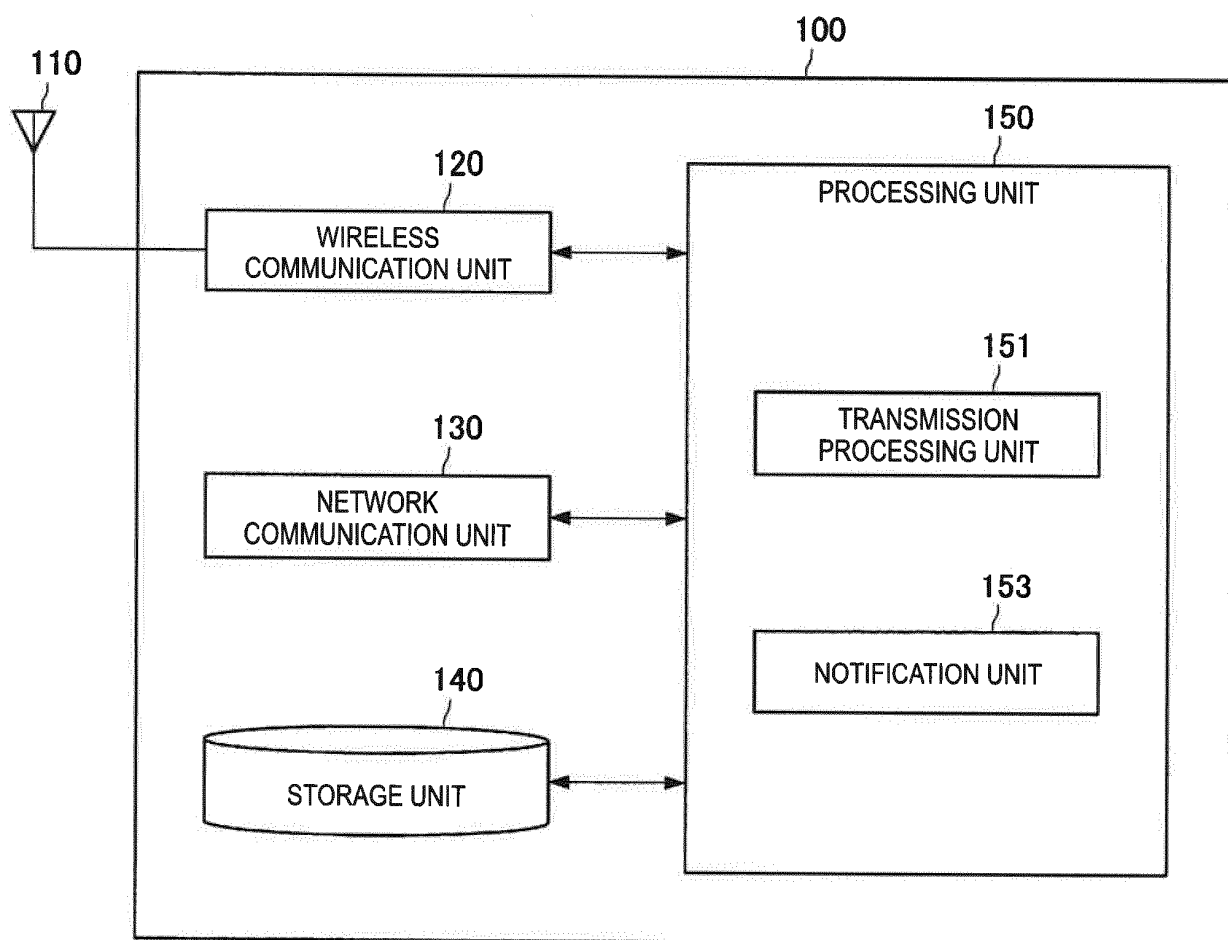 100
110
150
PROCESSING UNIT
120
WIRELESS
COMMUNICATION UNIT
151
TRANSMISSION
PROCESSING UNIT
130
NETWORK
COMMUNICATION UNIT
153
NOTIFICATION UNIT
140
STORAGE UNIT